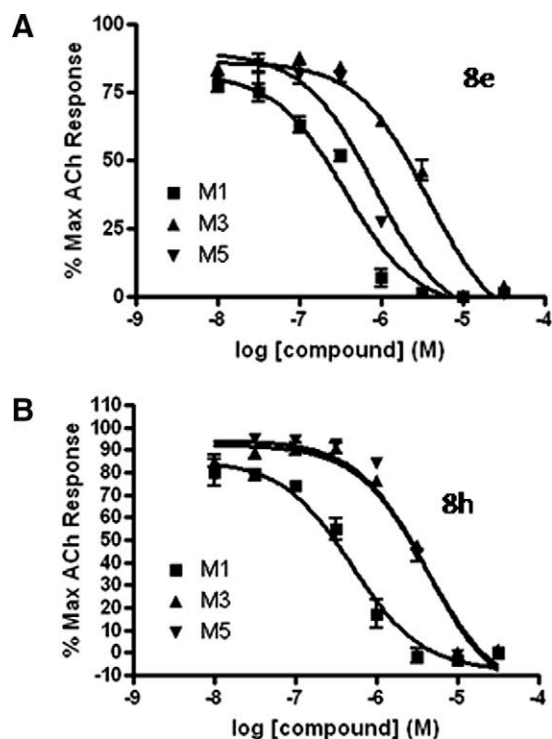 A
% Max ACh Response
100
75
50
25
0
8e
M1
M3
M5
-9 -8 -7 -6 -5 -4
log [compound] (M)
B
% Max ACh Response
110
100
90
80
70
60
50
40
30
20
10
0
-10
8h
M1
M3
M5
-9 -8 -7 -6 -5 -4
log [compound] (M)